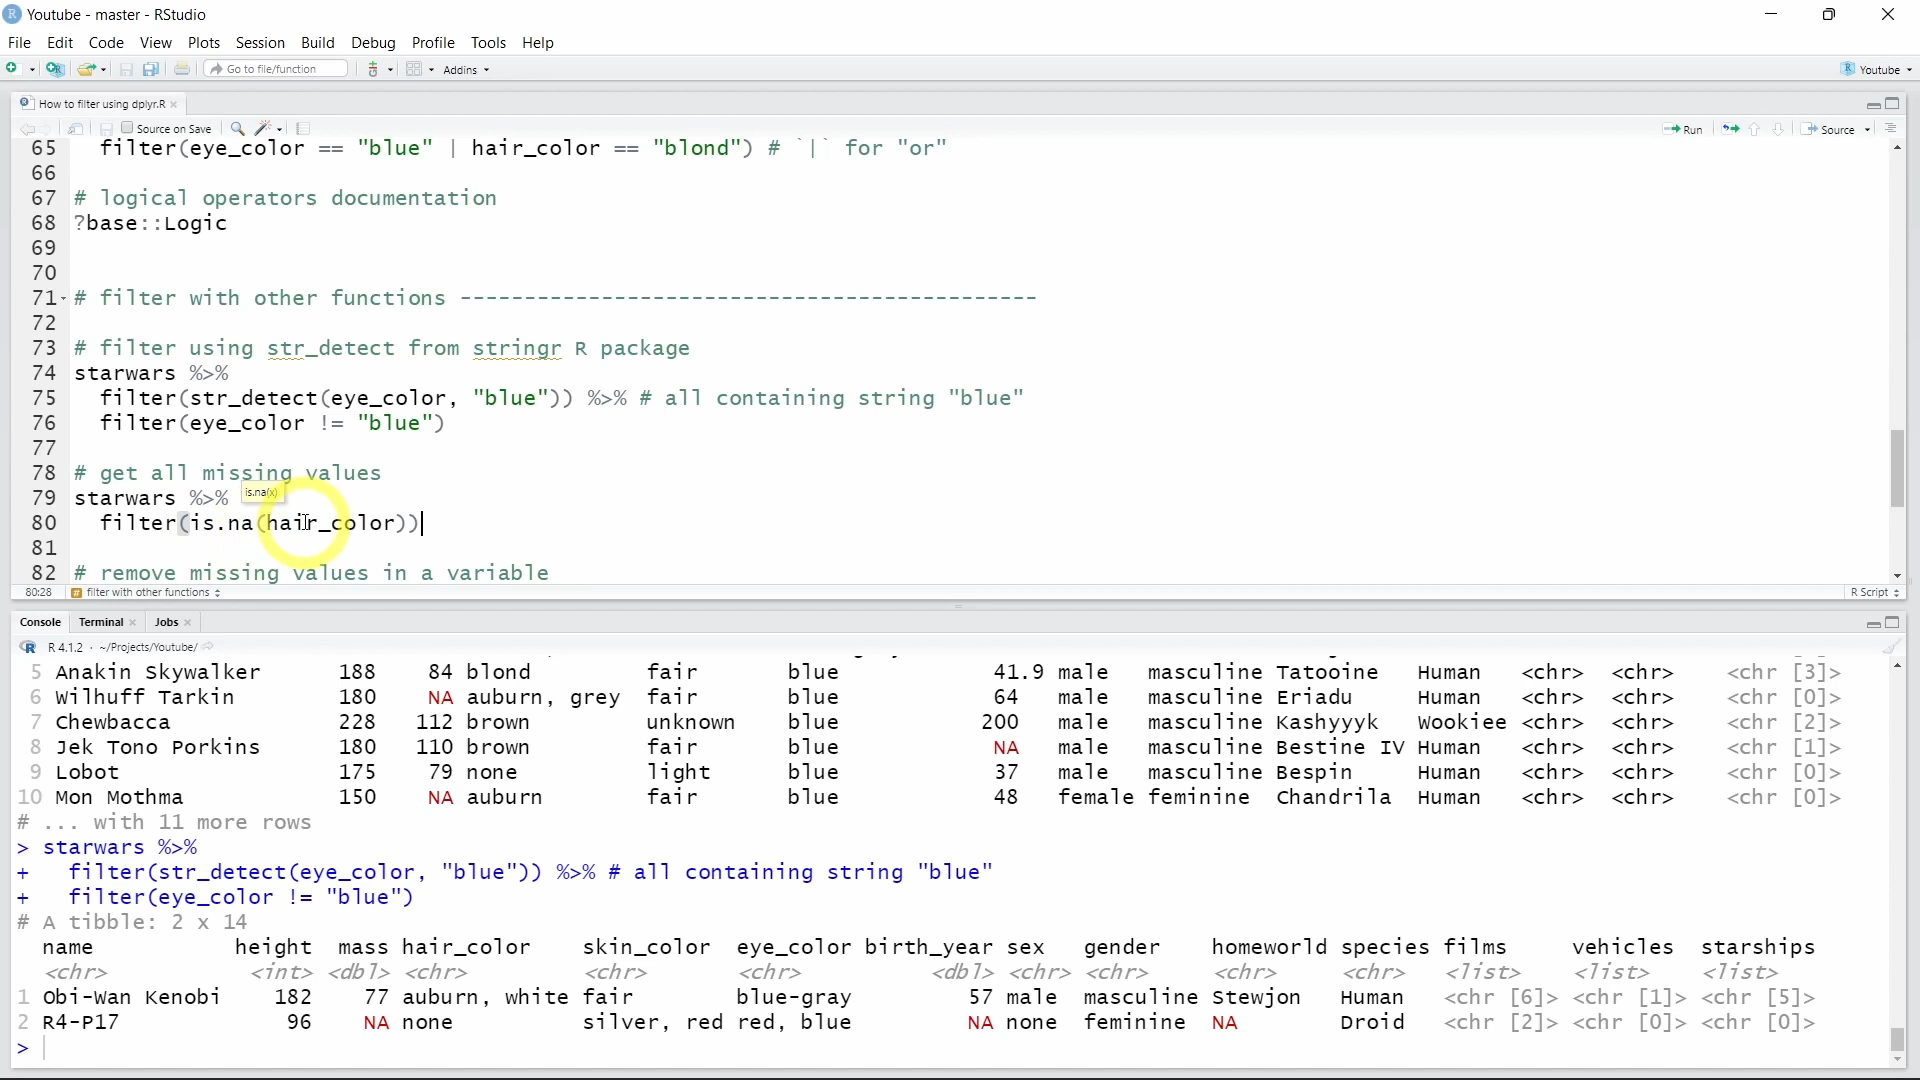 Youtube - master - RStudio
File Edit Code View Plots Session Build Debug Profile Tools Help
Go to file/function Addins Youtube
How to filter using dplyr.R
Source on Save Run Source
65 filter(eye_color == "blue" | hair_color == "blond") # `|` for "or"
66
67 # logical operators documentation
68 ?base::Logic
69
70
71 # filter with other functions ---------------------------------------------
72
73 # filter using str_detect from stringr R package
74 starwars %>%
75 filter(str_detect(eye_color, "blue")) %>% # all containing string "blue"
76 filter(eye_color != "blue")
77
78 # get all missing values
79 starwars %>% is.na(x)
80 filter(is.na(hair_color))
81
82 # remove missing values in a variable
80:28 # filter with other functions R Script
Console Terminal Jobs
R 4.1.2 · ~/Projects/Youtube/
5 Anakin Skywalker 188 84 blond fair blue 41.9 male masculine Tatooine Human <chr> <chr> <chr [3]>
6 Wilhuff Tarkin 180 NA auburn, grey fair blue 64 male masculine Eriadu Human <chr> <chr> <chr [0]>
7 Chewbacca 228 112 brown unknown blue 200 male masculine Kashyyyk Wookiee <chr> <chr> <chr [2]>
8 Jek Tono Porkins 180 110 brown fair blue NA male masculine Bestine IV Human <chr> <chr> <chr [1]>
9 Lobot 175 79 none light blue 37 male masculine Bespin Human <chr> <chr> <chr [0]>
10 Mon Mothma 150 NA auburn fair blue 48 female feminine Chandrila Human <chr> <chr> <chr [0]>
# ... with 11 more rows
> starwars %>%
+ filter(str_detect(eye_color, "blue")) %>% # all containing string "blue"
+ filter(eye_color != "blue")
# A tibble: 2 x 14
name height mass hair_color skin_color eye_color birth_year sex gender homeworld species films vehicles starships
<chr> <int> <dbl> <chr> <chr> <chr> <dbl> <chr> <chr> <chr> <chr> <list> <list> <list>
1 Obi-Wan Kenobi 182 77 auburn, white fair blue-gray 57 male masculine Stewjon Human <chr [6]> <chr [1]> <chr [5]>
2 R4-P17 96 NA none silver, red red, blue NA none feminine NA Droid <chr [2]> <chr [0]> <chr [0]>
>